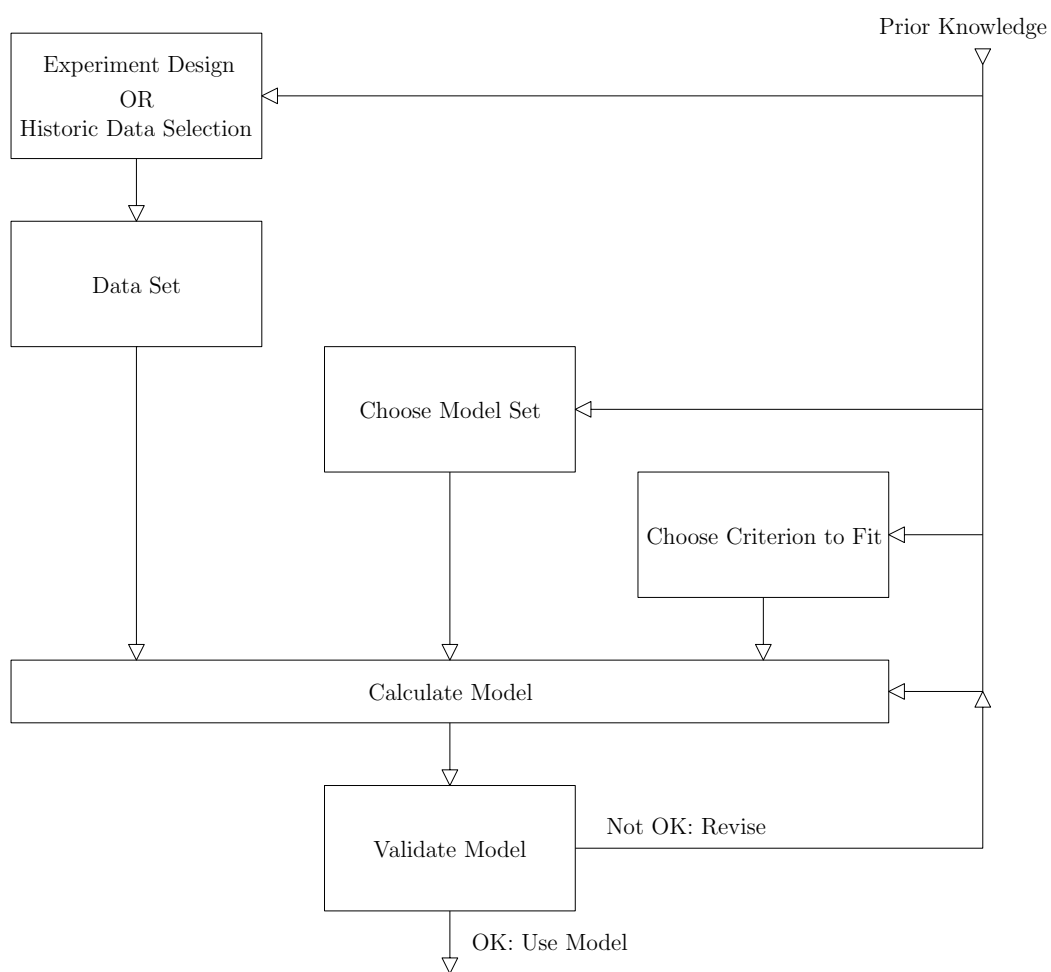 Prior Knowledge
Experiment Design
OR
Historic Data Selection
Data Set
Choose Model Set
Choose Criterion to Fit
Calculate Model
Not OK: Revise
Validate Model
OK: Use Model